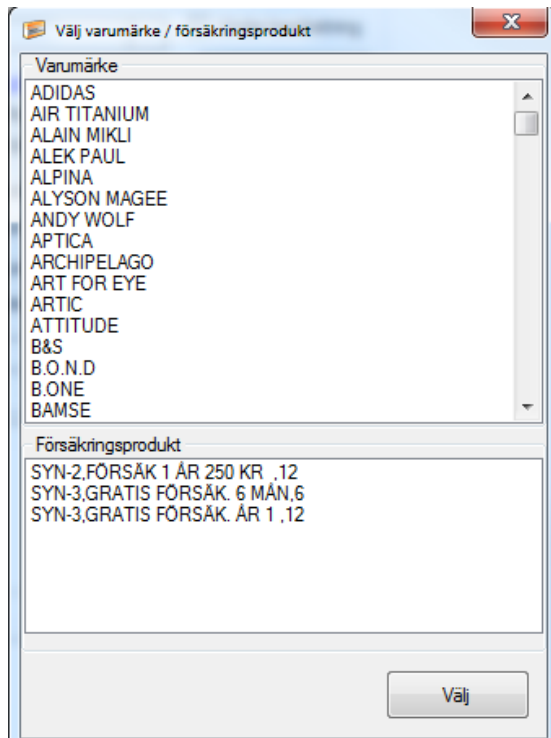 Välj varumärke / försäkringsprodukt
Varumärke
ADIDAS
AIR TITANIUM
ALAIN MIKLI
ALEK PAUL
ALPINA
ALYSON MAGEE
ANDY WOLF
APTICA
ARCHIPELAGO
ART FOR EYE
ARTIC
ATTITUDE
B&S
B.O.N.D
B.ONE
BAMSE
Försäkringsprodukt
SYN-2,FÖRSÄK 1 ÅR 250 KR ,12
SYN-3,GRATIS FÖRSÄK. 6 MÅN,6
SYN-3,GRATIS FÖRSÄK. ÅR 1 ,12
Välj